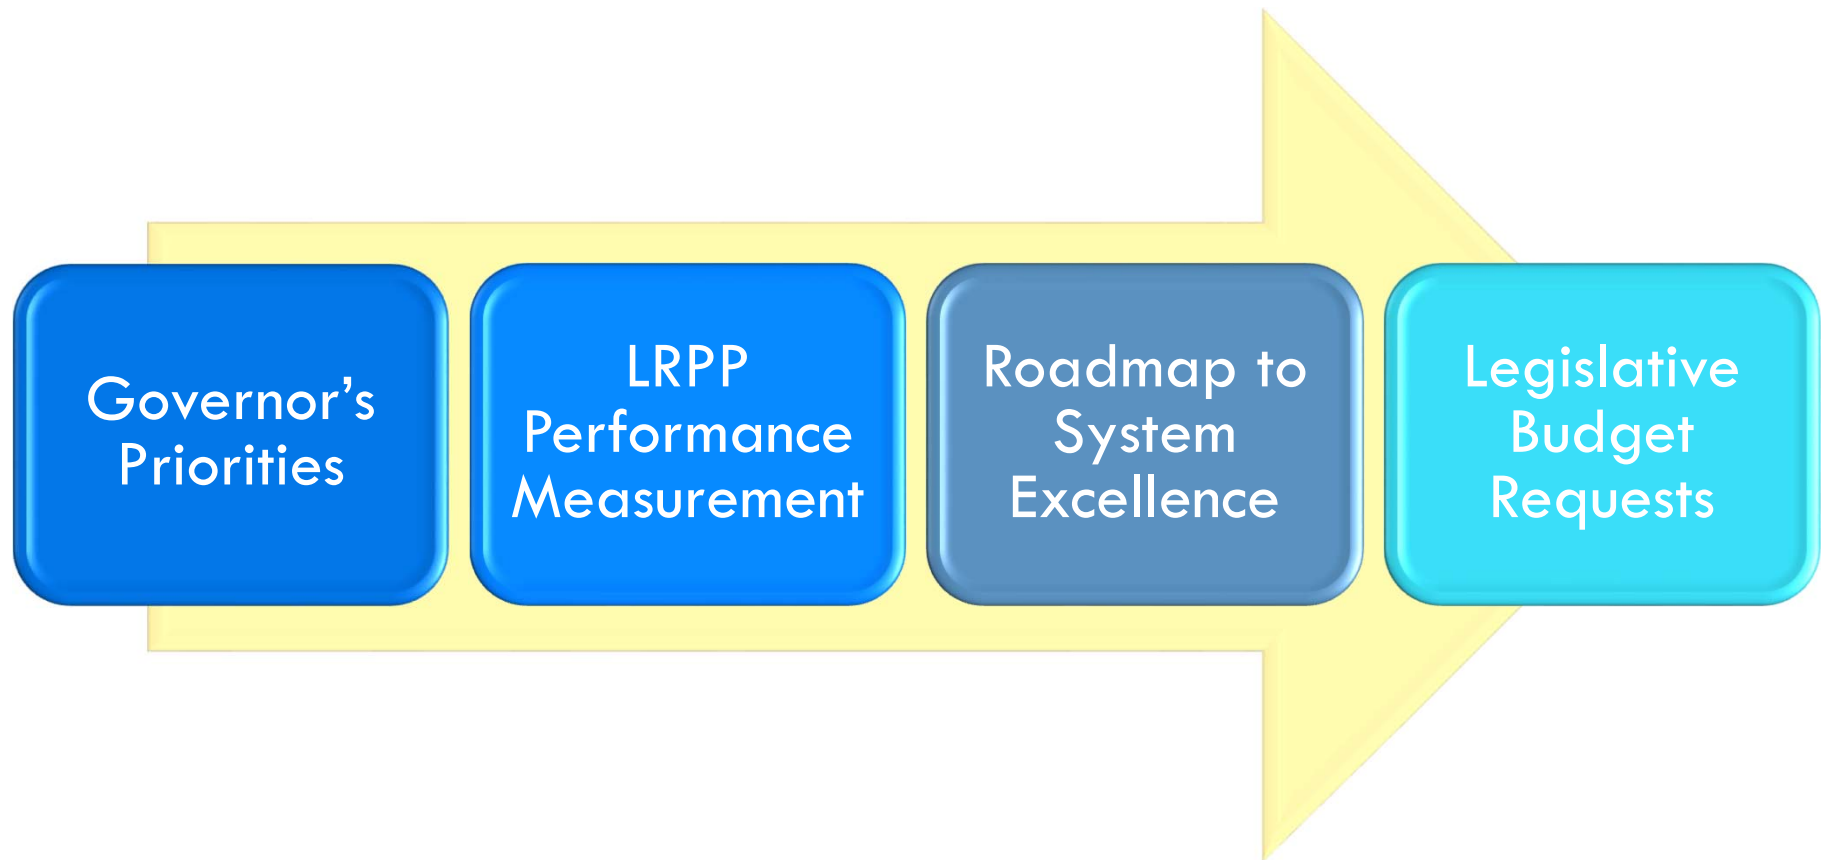 Governor’s
Priorities
LRPP
Performance
Measurement
Roadmap to
System
Excellence
Legislative
Budget
Requests